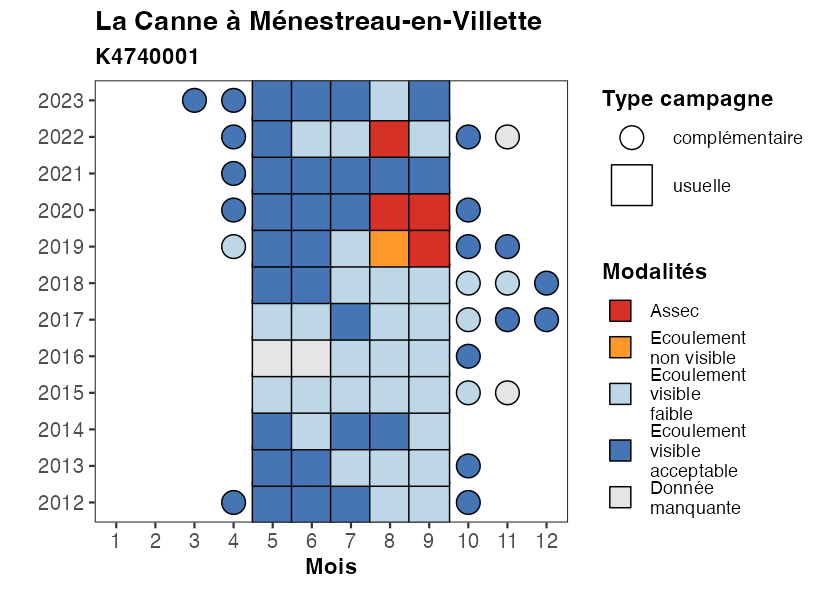 La Canne à Ménestreau-en-Villette
K4740001
2023
2022
2021
2020
2019
2018
2017
2016
2015
2014
2013
2012
1 2 3 4 5 6 7 8 9 10 11 12
Mois
Type campagne
complémentaire
usuelle
Modalités
Assec
Ecoulement
non visible
Ecoulement
visible
faible
Ecoulement
visible
acceptable
Donnée
manquante